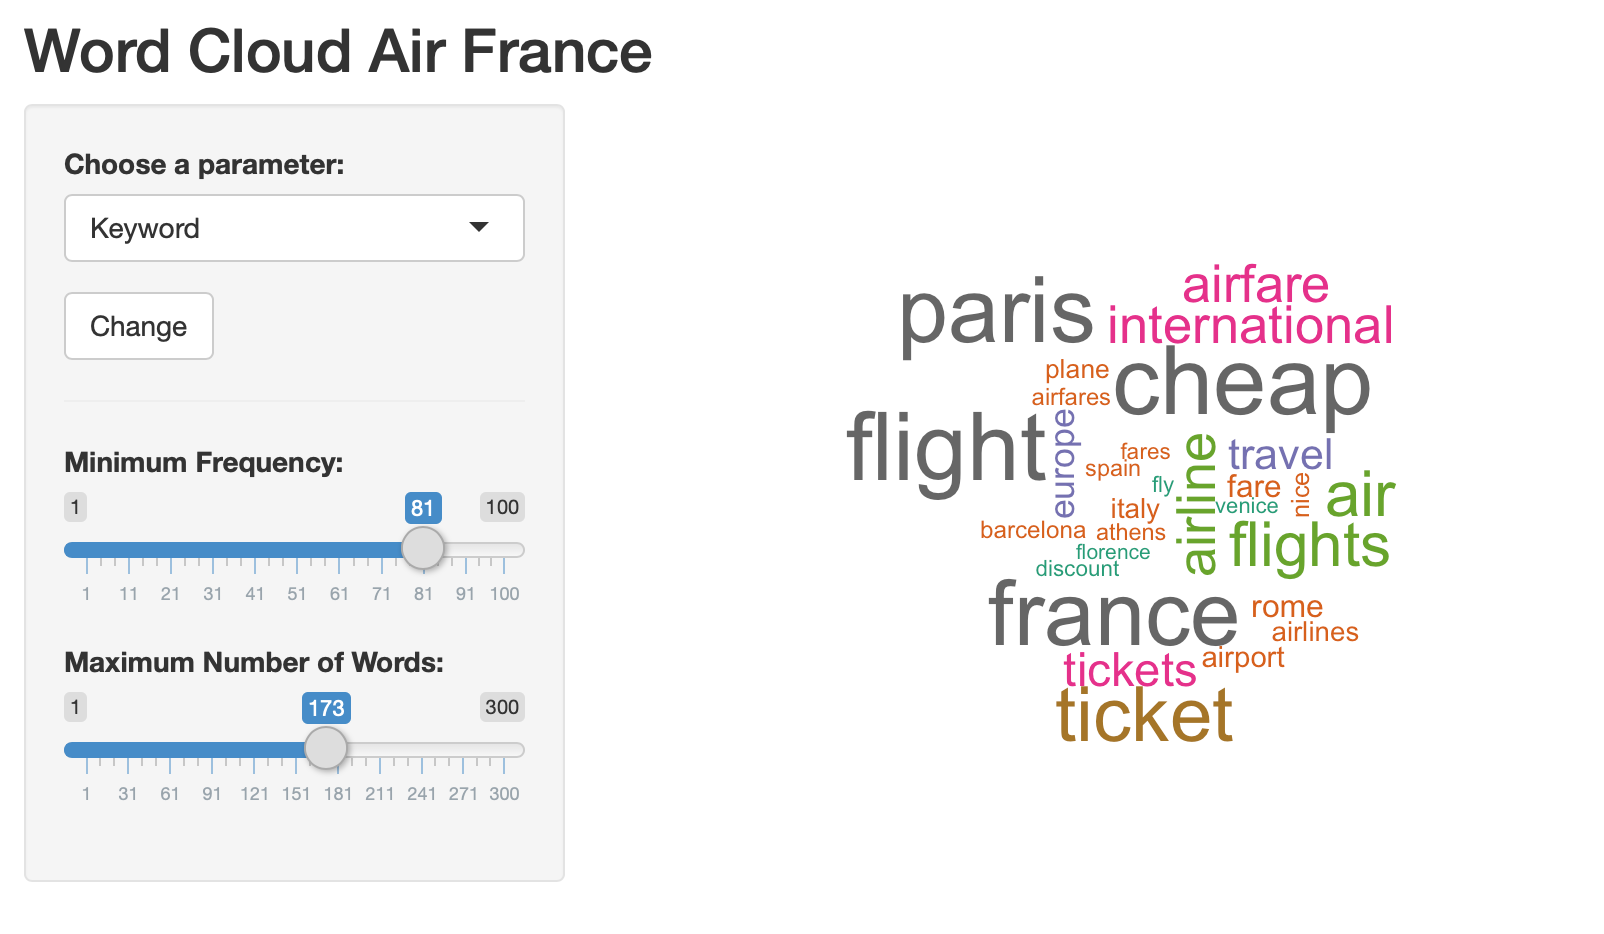 Word Cloud Air France
Choose a parameter:
Keyword
Change
Minimum Frequency:
1 81 100
1 11 21 31 41 51 61 71 81 91 100
Maximum Number of Words:
1 173 300
1 31 61 91 121 151 181 211 241 271 300
airfare
paris international
plane cheap
airfares
flight europe
fares airline travel
spain
fly fare nice air
italy venice
barcelona athens flights
florence
discount
france rome
airlines
tickets airport
ticket